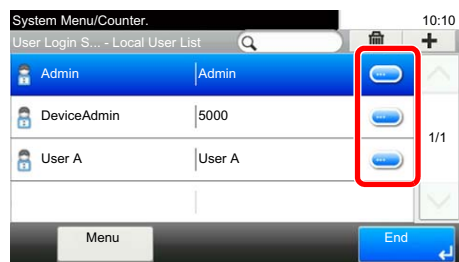 System Menu/Counter. 10:10
User Login S... - Local User List
Admin Admin
DeviceAdmin 5000
1/1
User A User A
Menu End